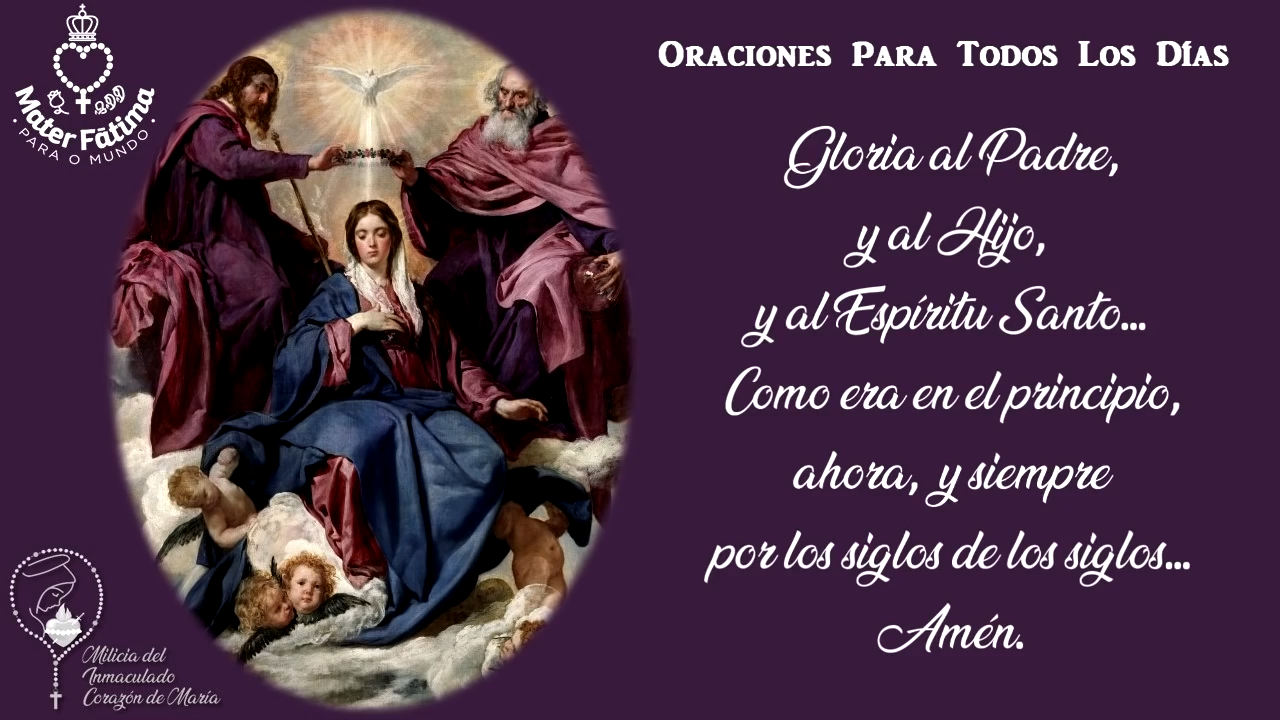 Mater Fátima
· PARA O MUNDO ·
Oraciones Para Todos Los Días
Gloria al Padre,
y al Hijo,
y al Espíritu Santo...
Como era en el principio,
ahora, y siempre
por los siglos de los siglos...
Amén.
Milicia del
Inmaculado
Corazón de María